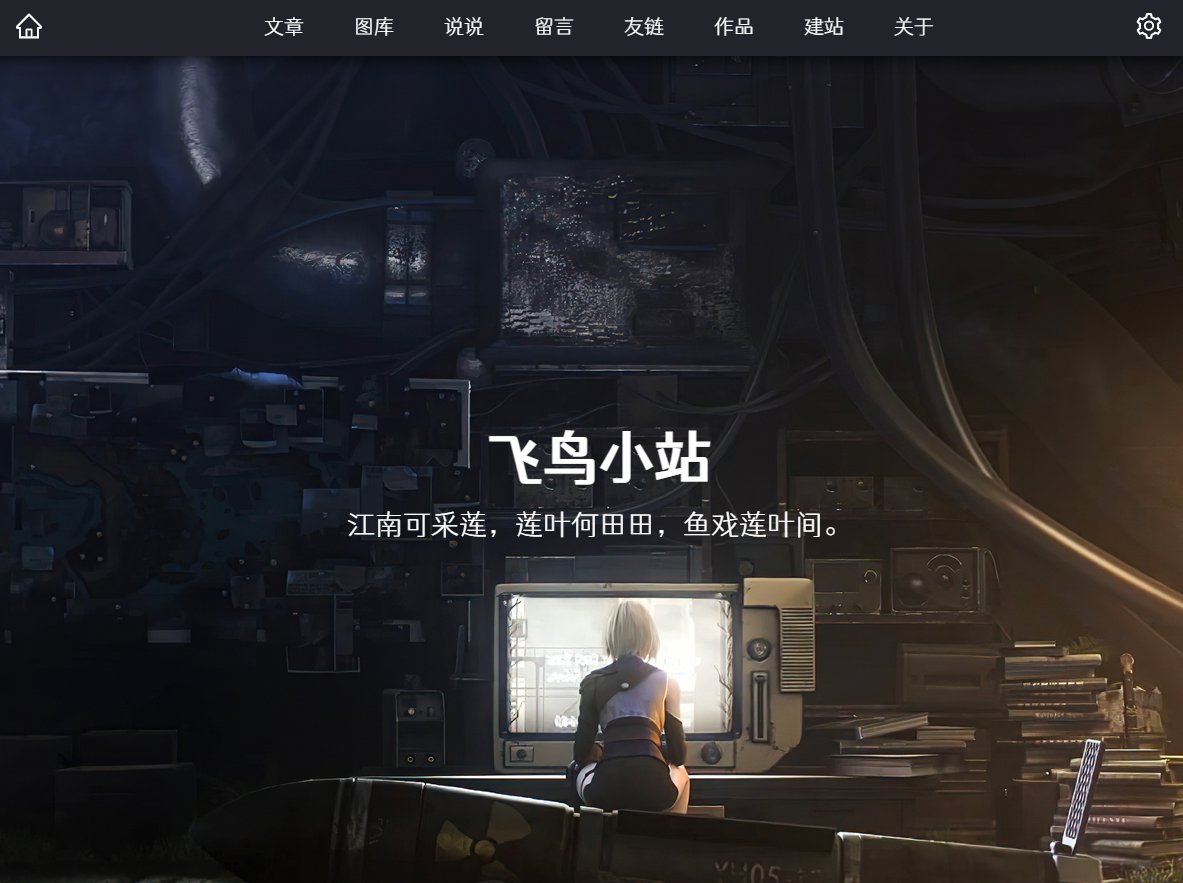 文章 图库 说说 留言 友链 作品 建站 关于
飞鸟小站
江南可采莲，莲叶何田田，鱼戏莲叶间。